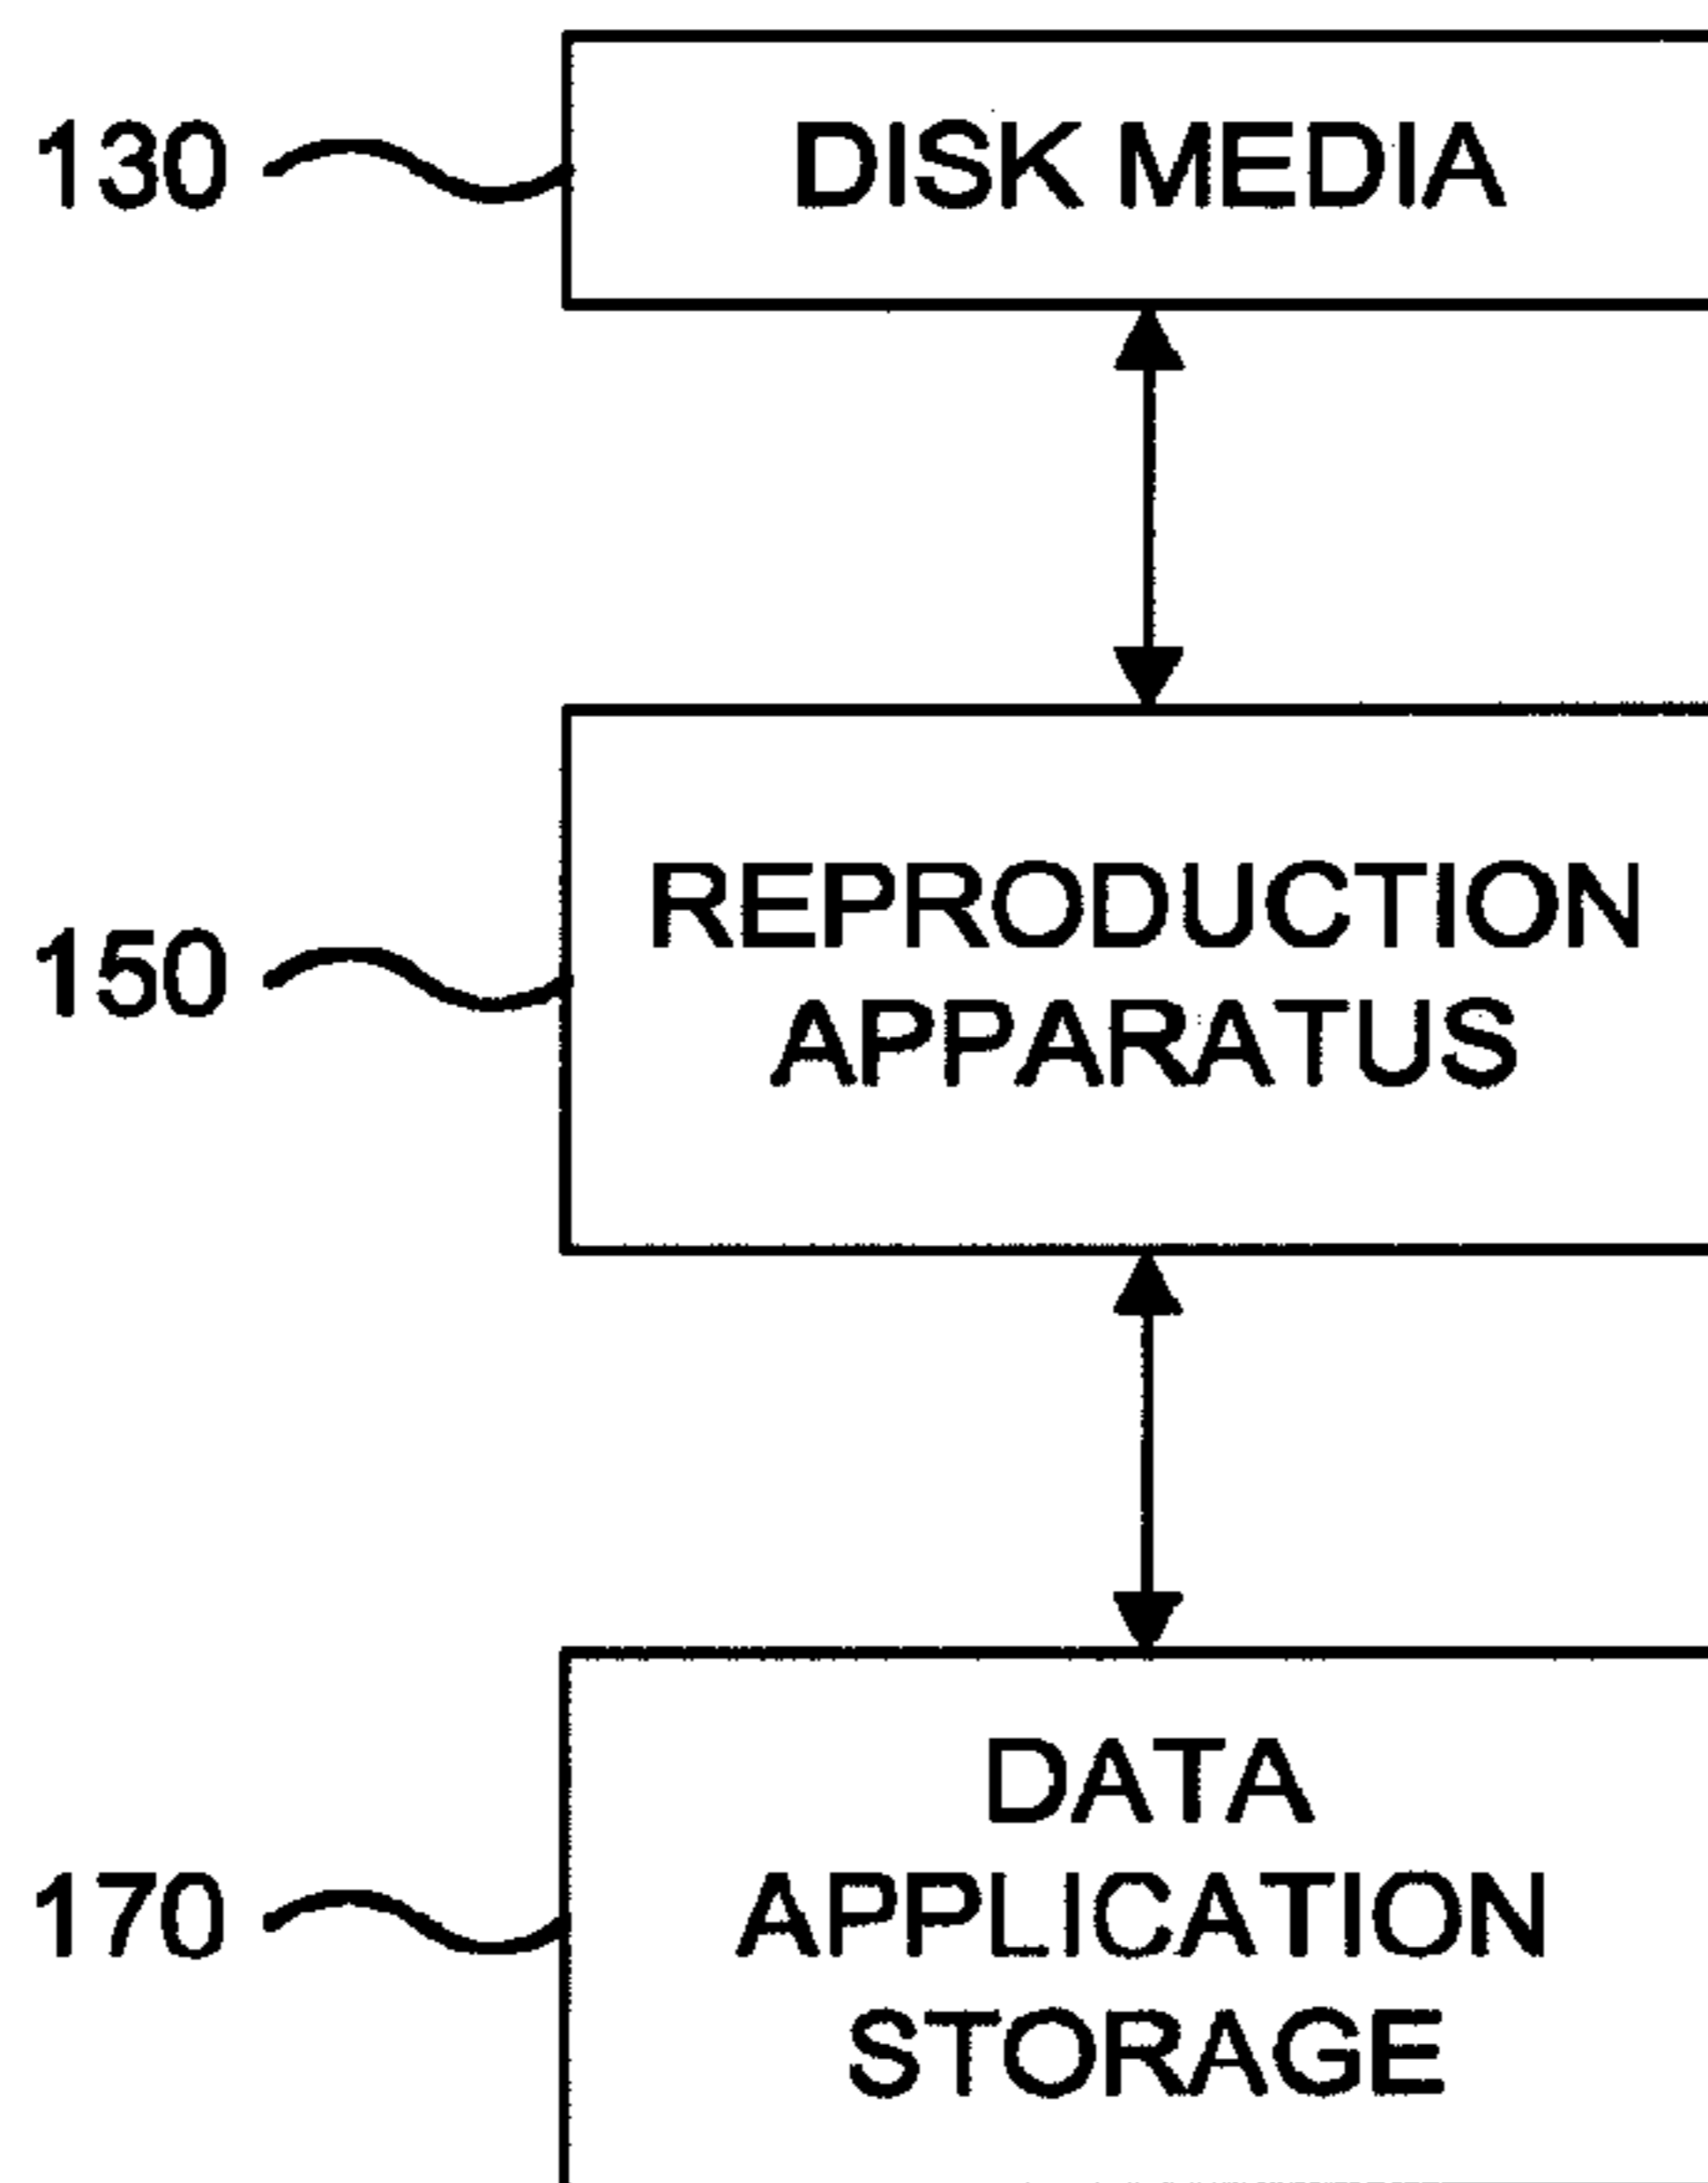 130
DISK MEDIA
150
REPRODUCTION
APPARATUS
170
DATA
APPLICATION
STORAGE